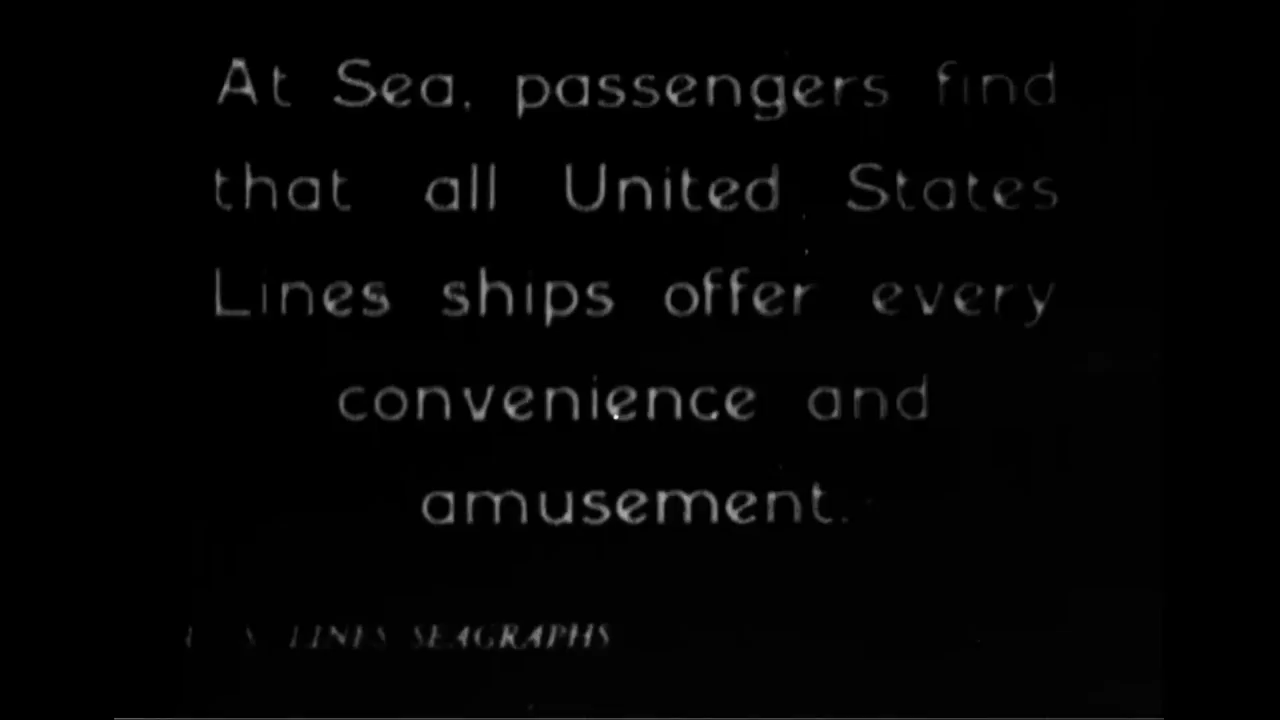 At Sea, passengers find
that all United States
Lines ships offer every
convenience and
amusement.
LINES SEAGRAPHS